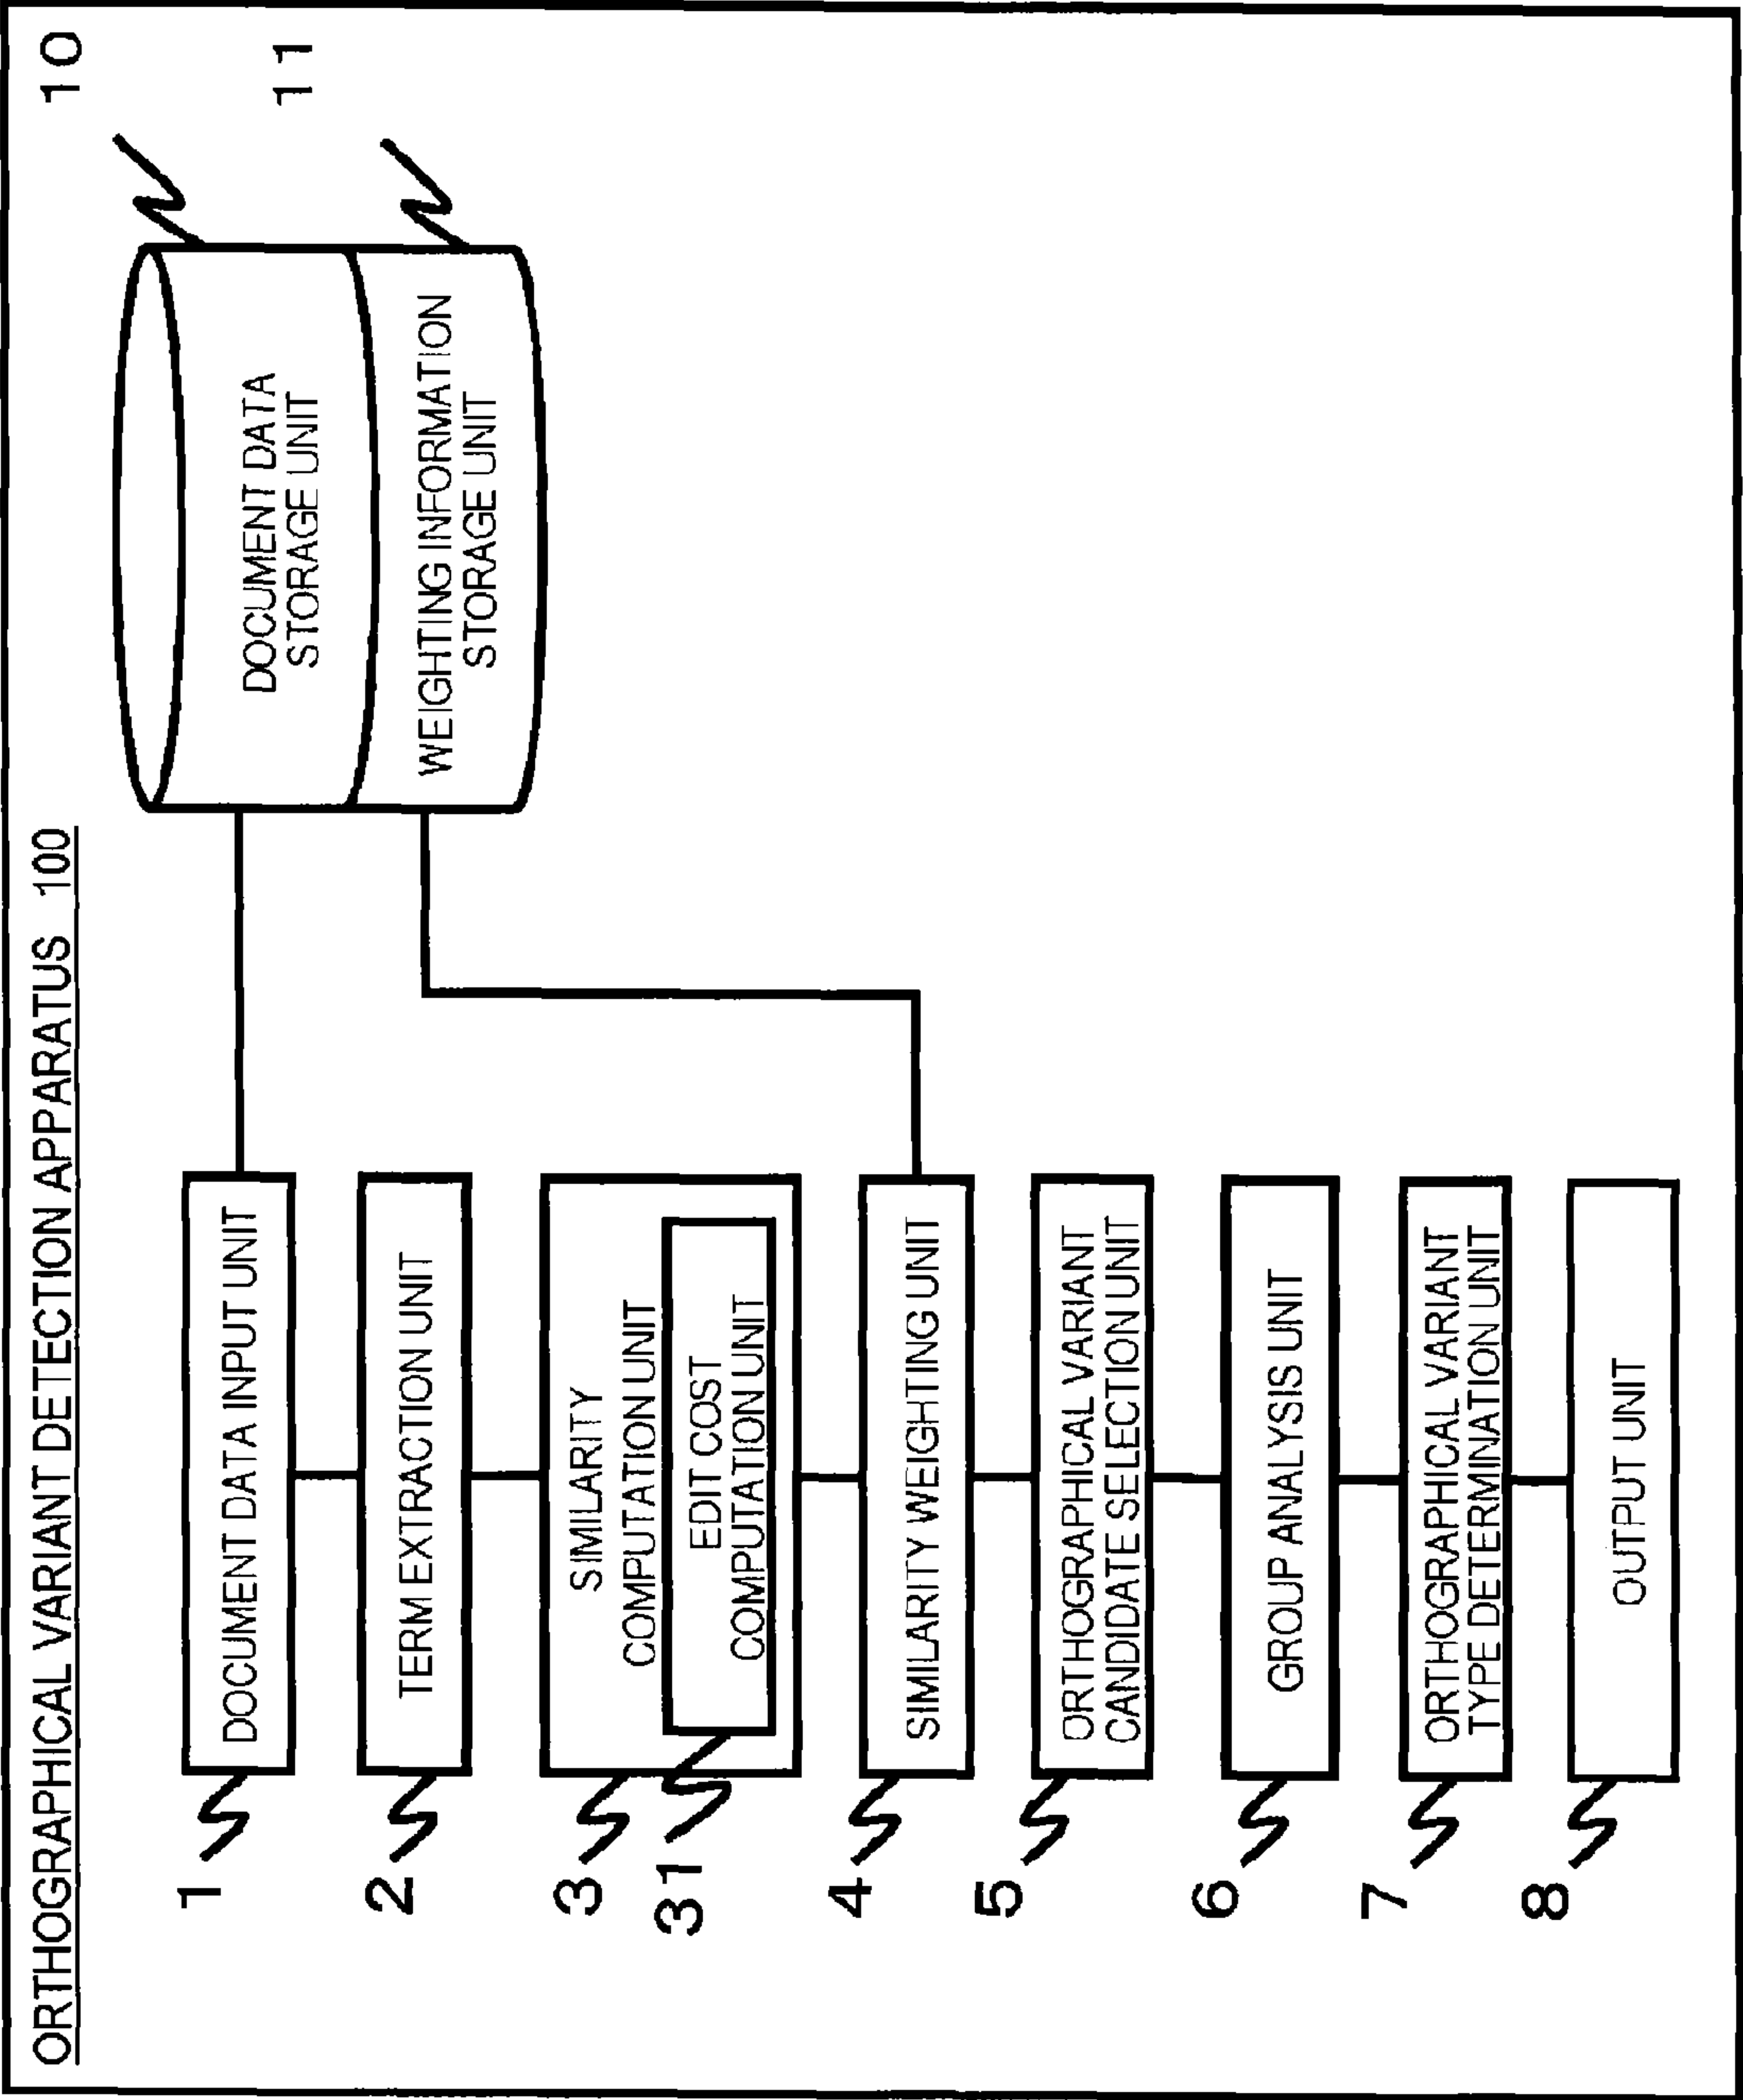 ORTHOGRAPHICAL VARIANT DETECTION APPARATUS 100
1
DOCUMENT DATA INPUT UNIT
2
TERM EXTRACTION UNIT
3
SIMILARITY
COMPUTATION UNIT
31
EDIT COST
COMPUTATION UNIT
4
SIMILARITY WEIGHTING UNIT
5
ORTHOGRAPHICAL VARIANT
CANDIDATE SELECTION UNIT
6
GROUP ANALYSIS UNIT
7
ORTHOGRAPHICAL VARIANT
TYPE DETERMINATION UNIT
8
OUTPUT UNIT
10
DOCUMENT DATA
STORAGE UNIT
11
WEIGHTING INFORMATION
STORAGE UNIT